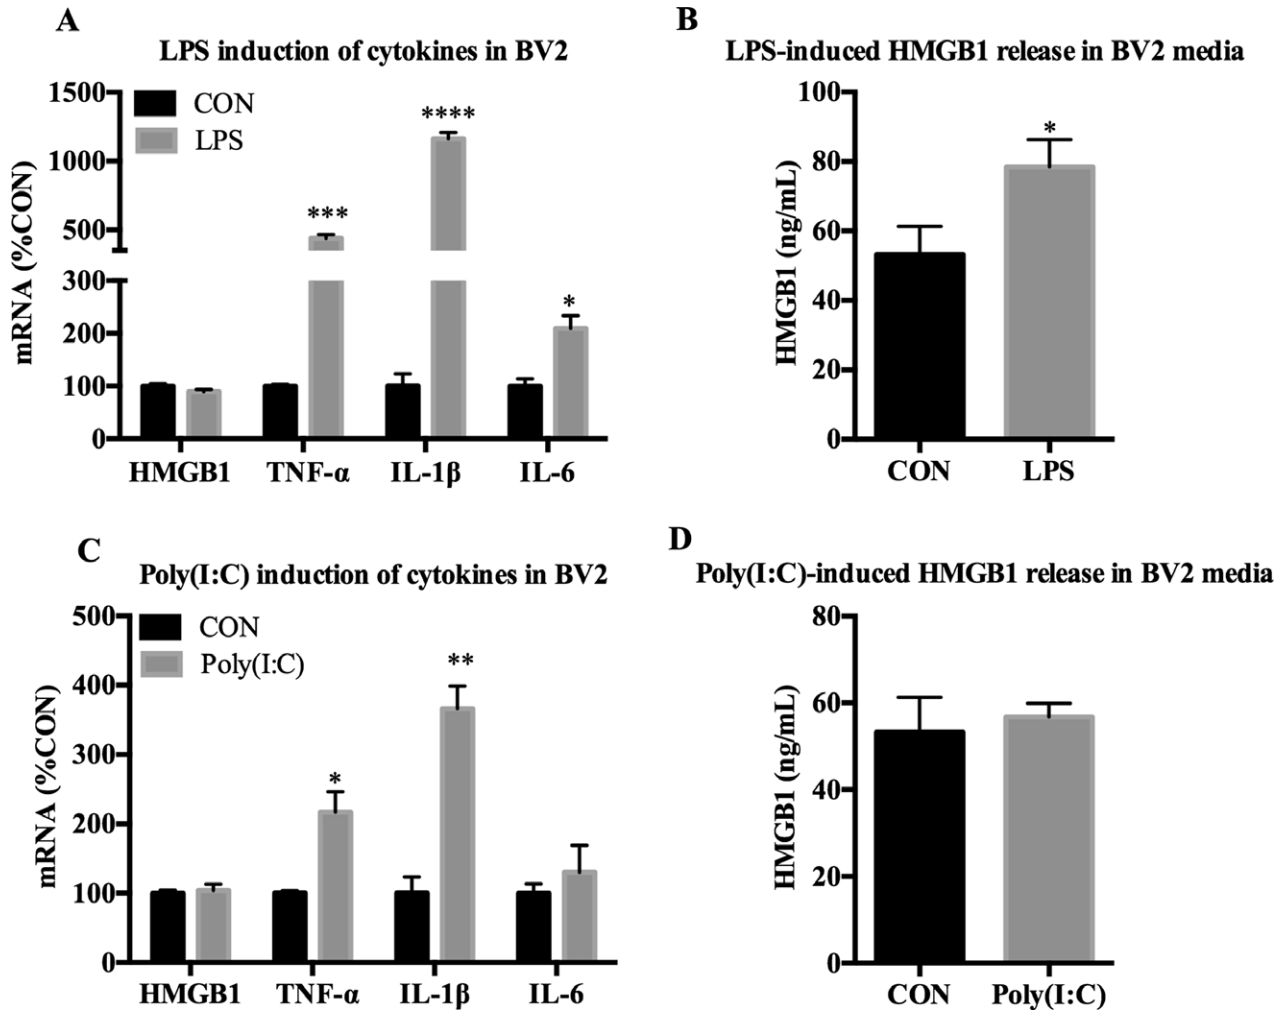 A
LPS induction of cytokines in BV2
CON
LPS
mRNA (%CON)
1500
1000
500
300
200
100
0
***
****
*
HMGB1 TNF-α IL-1β IL-6
B
LPS-induced HMGB1 release in BV2 media
HMGB1 (ng/mL)
100
80
60
40
20
0
*
CON LPS
C
Poly(I:C) induction of cytokines in BV2
CON
Poly(I:C)
mRNA (%CON)
500
400
300
200
100
0
*
**
HMGB1 TNF-α IL-1β IL-6
D
Poly(I:C)-induced HMGB1 release in BV2 media
HMGB1 (ng/mL)
80
60
40
20
0
CON Poly(I:C)